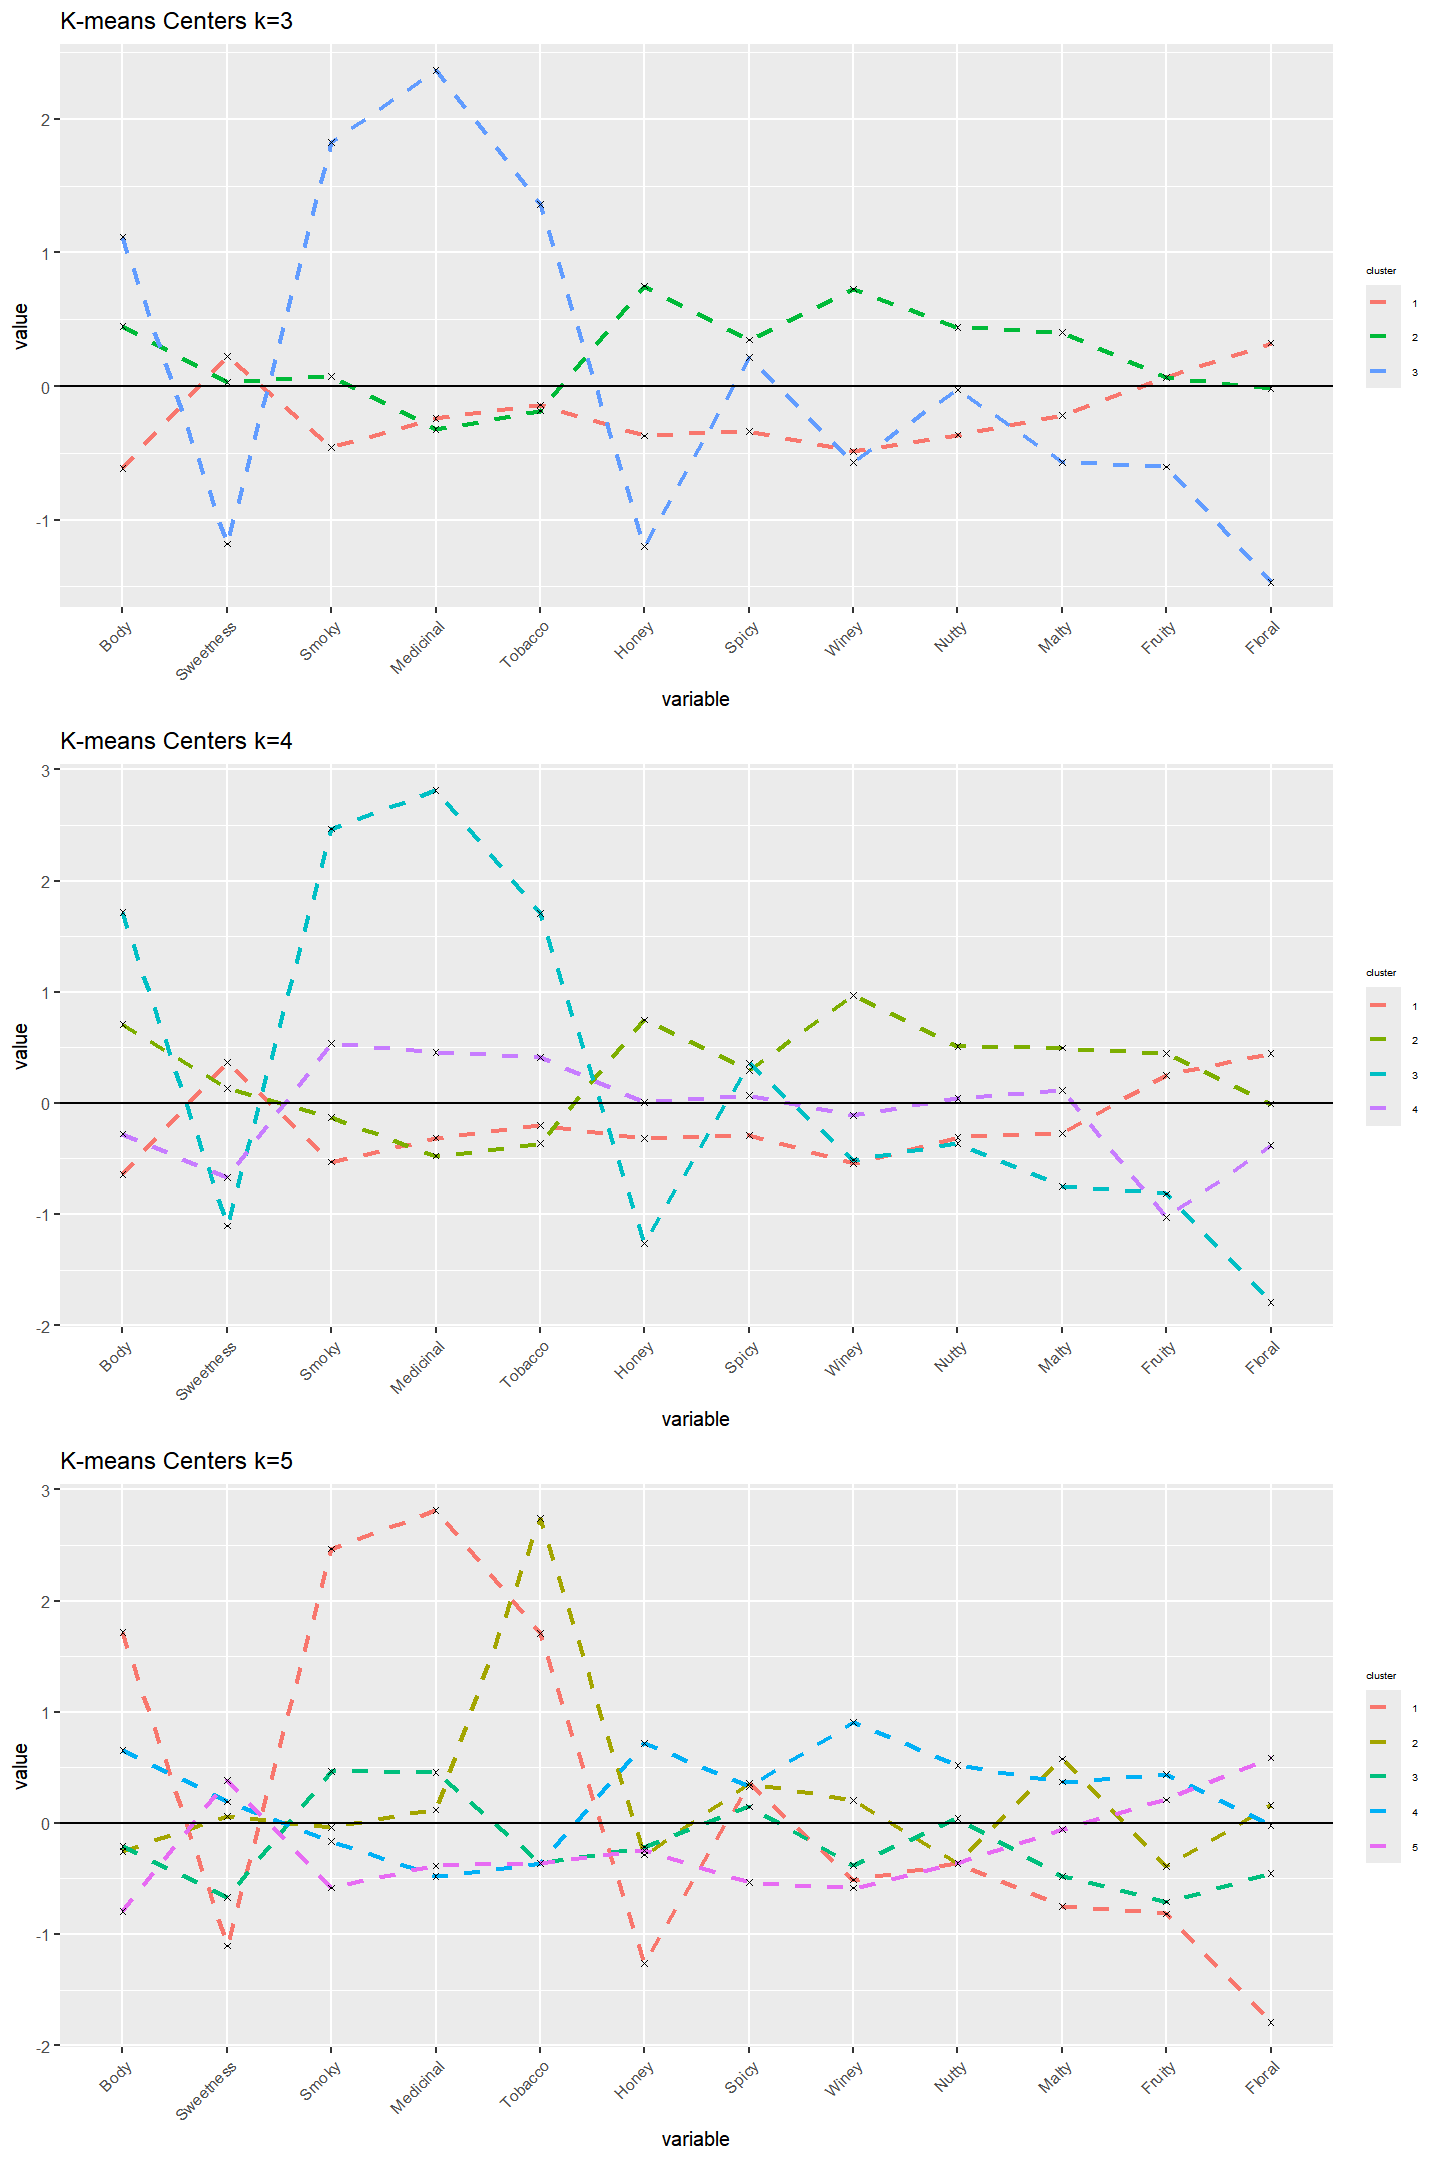 K-means Centers k=3
2
1
0
-1
value
Body
Sweetness
Smoky
Medicinal
Tobacco
Honey
Spicy
Winey
Nutty
Malty
Fruity
Floral
variable
cluster
1
2
3
K-means Centers k=4
3
2
1
0
-1
-2
value
Body
Sweetness
Smoky
Medicinal
Tobacco
Honey
Spicy
Winey
Nutty
Malty
Fruity
Floral
variable
cluster
1
2
3
4
K-means Centers k=5
3
2
1
0
-1
-2
value
Body
Sweetness
Smoky
Medicinal
Tobacco
Honey
Spicy
Winey
Nutty
Malty
Fruity
Floral
variable
cluster
1
2
3
4
5